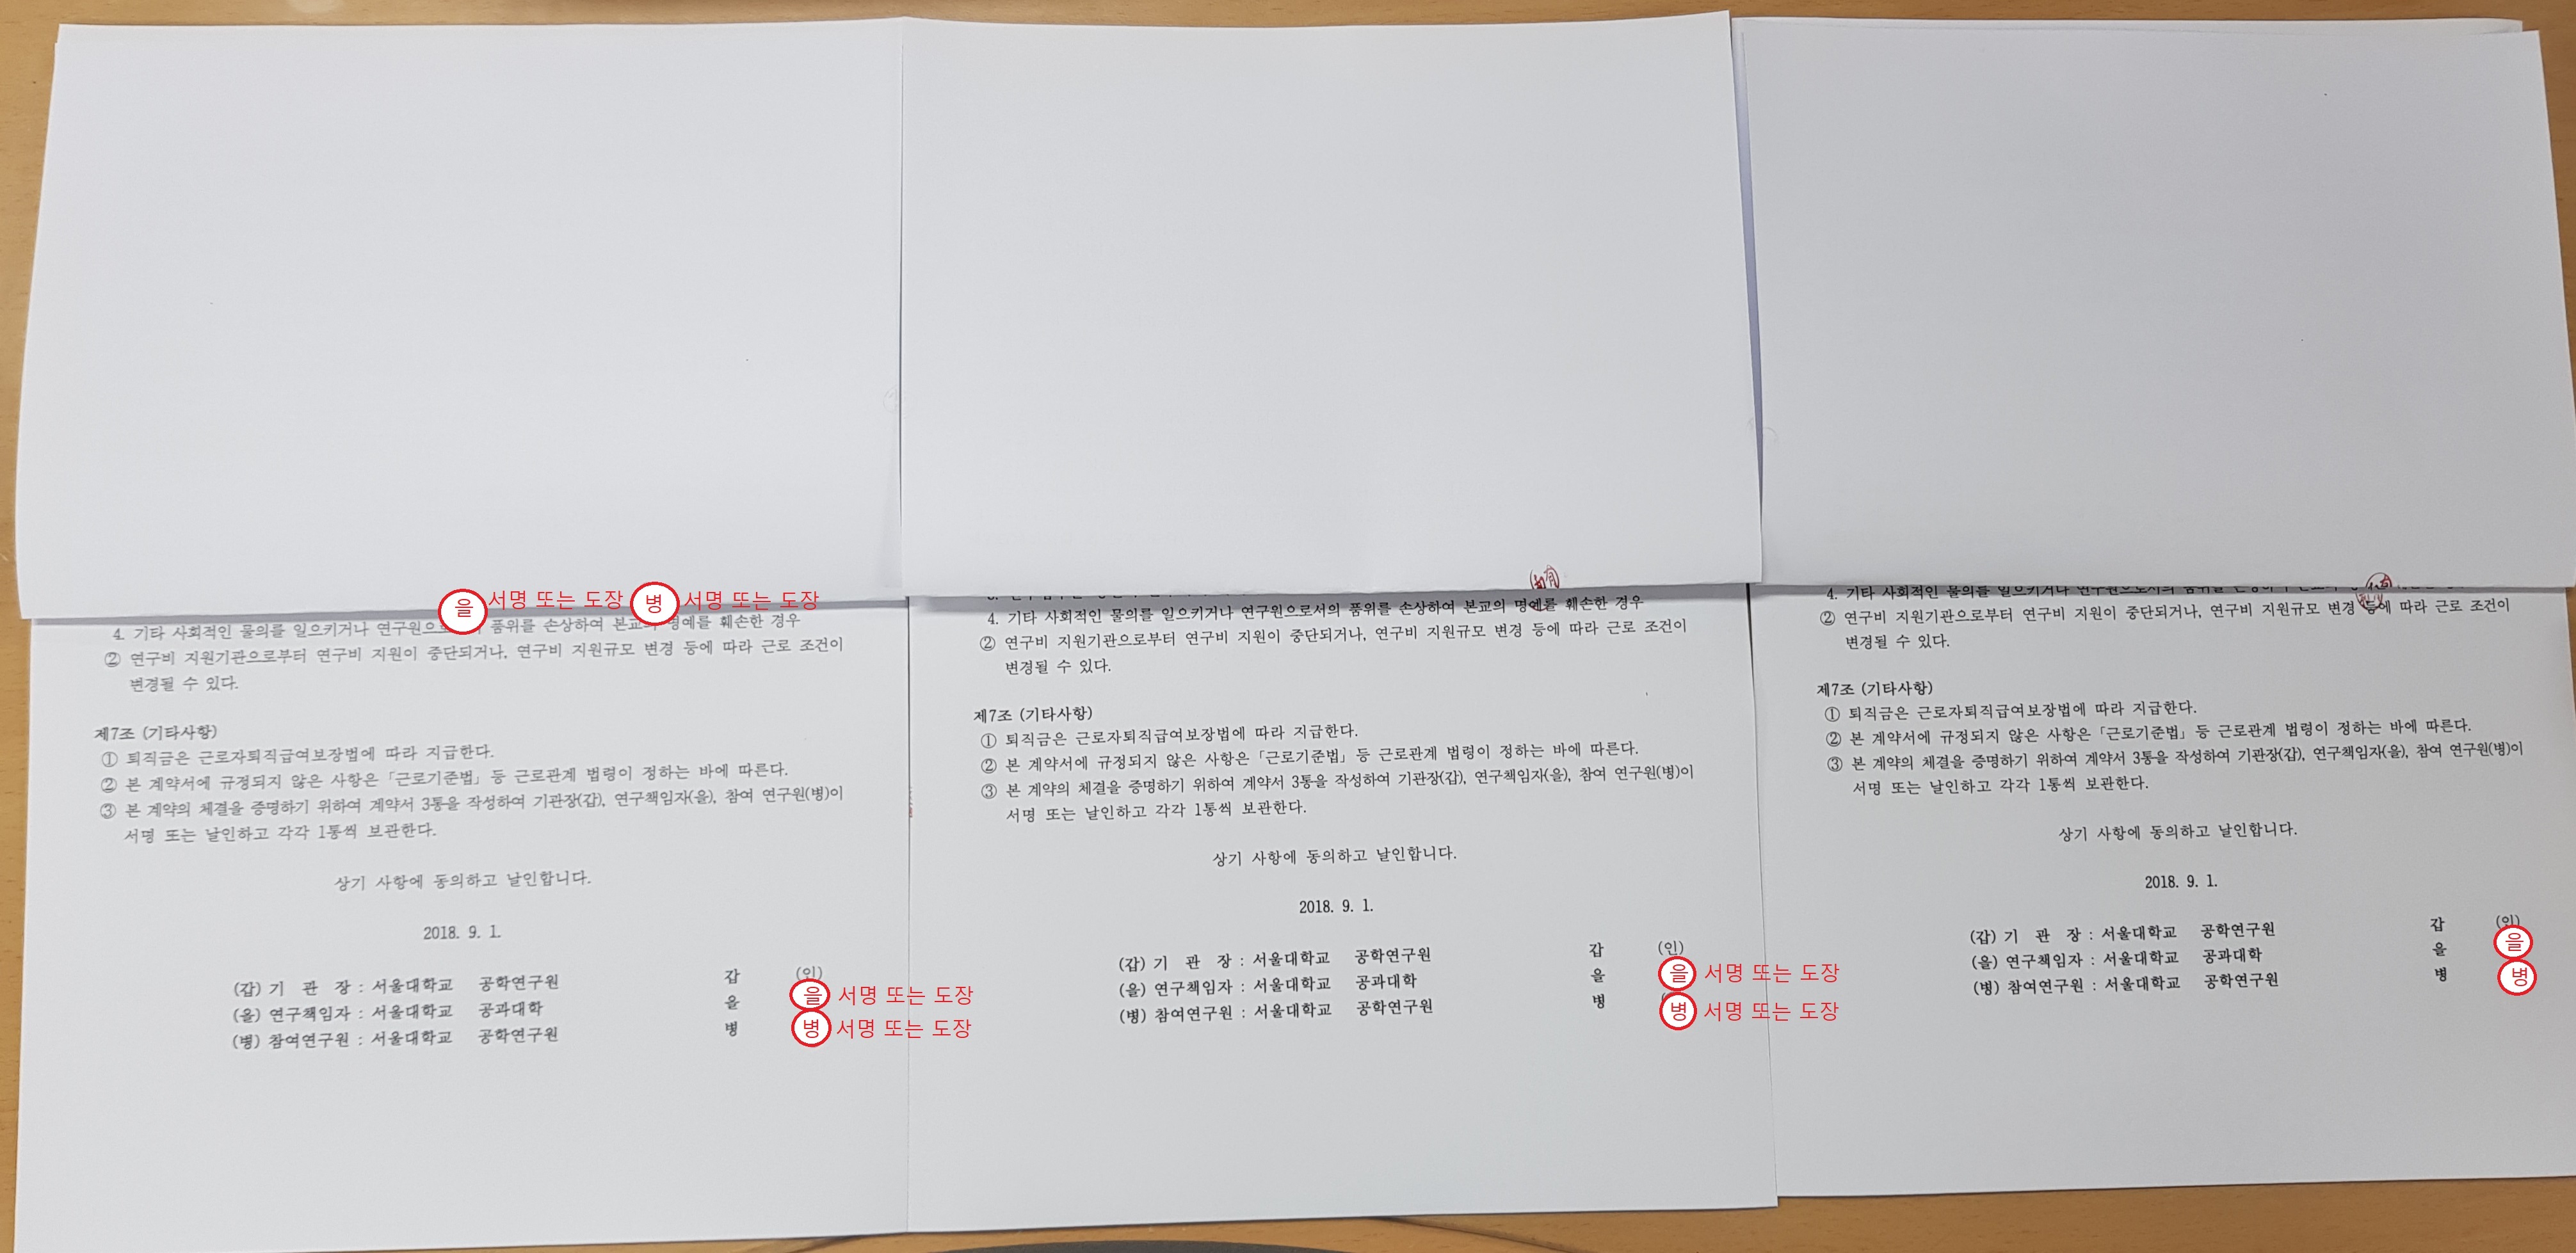 을 서명 또는 도장 병 서명 또는 도장
4. 기타 사회적인 물의를 일으키거나 품위를 손상하여 훼손한 경우
② 연구비 지원기관으로부터 연구비 지원이 중단되거나, 연구비 지원규모 변경 등에 따라 근로 조건이
변경될 수 있다.
제7조 (기타사항)
① 퇴직금은 근로자퇴직급여보장법에 따라 지급한다.
② 본 계약서에 규정되지 않은 사항은 「근로기준법」 등 근로관계 법령이 정하는 바에 따른다.
③ 본 계약의 체결을 증명하기 위하여 계약서 3통을 작성하여 기관장(갑), 연구책임자(을), 참여 연구원(병)이
서명 또는 날인하고 각각 1통씩 보관한다.
상기 사항에 동의하고 날인합니다.
2018. 9. 1.
(갑) 기 관 장 : 서울대학교 공학연구원 갑 (인)
(을) 연구책임자 : 서울대학교 공과대학 을 을 서명 또는 도장
(병) 참여연구원 : 서울대학교 공학연구원 병 병 서명 또는 도장
4. 기타 사회적인 물의를 일으키거나 연구원으로서의 품위를 손상하여 본교의 명예를 훼손한 경우
② 연구비 지원기관으로부터 연구비 지원이 중단되거나, 연구비 지원규모 변경 등에 따라 근로 조건이
변경될 수 있다.
제7조 (기타사항)
① 퇴직금은 근로자퇴직급여보장법에 따라 지급한다.
② 본 계약서에 규정되지 않은 사항은 「근로기준법」 등 근로관계 법령이 정하는 바에 따른다.
③ 본 계약의 체결을 증명하기 위하여 계약서 3통을 작성하여 기관장(갑), 연구책임자(을), 참여 연구원(병)이
서명 또는 날인하고 각각 1통씩 보관한다.
상기 사항에 동의하고 날인합니다.
2018. 9. 1.
(갑) 기 관 장 : 서울대학교 공학연구원 갑 (인)
(을) 연구책임자 : 서울대학교 공과대학 을 을 서명 또는 도장
(병) 참여연구원 : 서울대학교 공학연구원 병 병 서명 또는 도장
4. 기타 사회적인 물의를 일으키거나
② 연구비 지원기관으로부터 연구비 지원이 중단되거나, 연구비 지원규모 변경 등에 따라 근로 조건이
변경될 수 있다.
제7조 (기타사항)
① 퇴직금은 근로자퇴직급여보장법에 따라 지급한다.
② 본 계약서에 규정되지 않은 사항은 「근로기준법」 등 근로관계 법령이 정하는 바에 따른다.
③ 본 계약의 체결을 증명하기 위하여 계약서 3통을 작성하여 기관장(갑), 연구책임자(을), 참여 연구원(병)이
서명 또는 날인하고 각각 1통씩 보관한다.
상기 사항에 동의하고 날인합니다.
2018. 9. 1.
(갑) 기 관 장 : 서울대학교 공학연구원 갑 (인)
(을) 연구책임자 : 서울대학교 공과대학 을 을
(병) 참여연구원 : 서울대학교 공학연구원 병 병